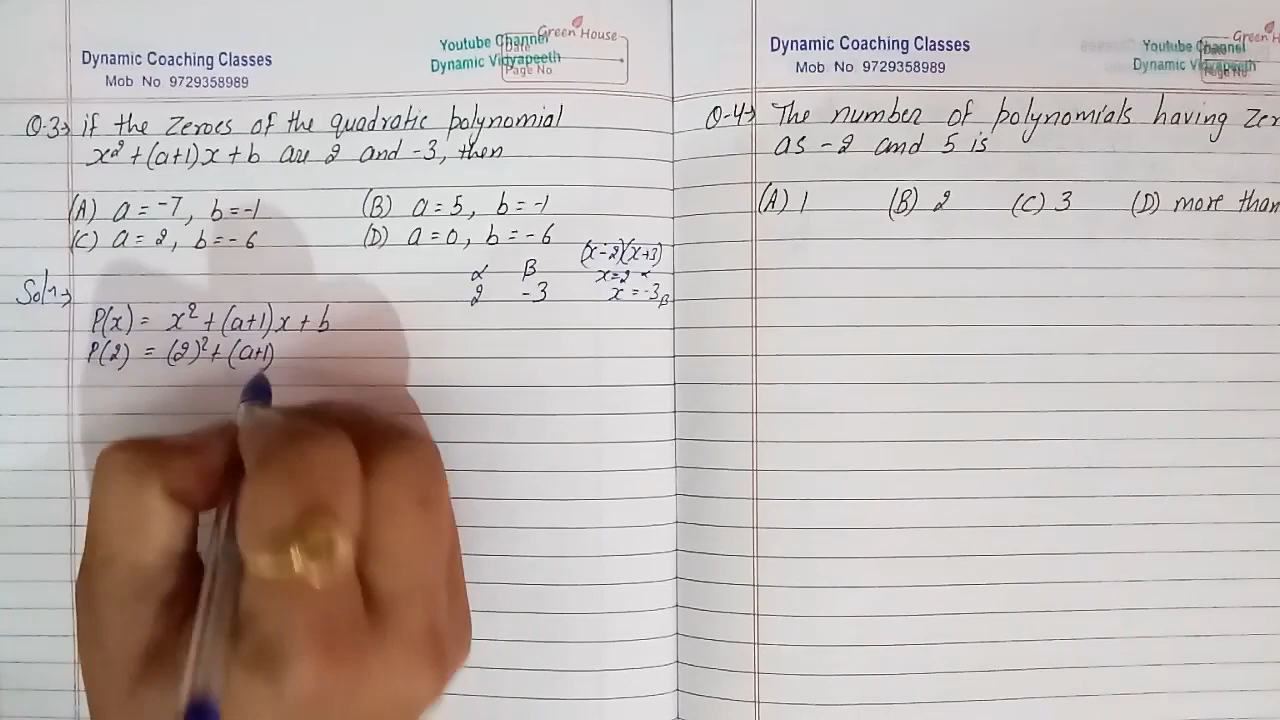 Dynamic Coaching Classes
Mob No 9729358989
Youtube Channel
Dynamic Vidyapeeth
Green House
Date
Page No
Q-3⇒ if the zeroes of the quadratic polynomial
x² + (a+1)x + b are 2 and -3, then
(A) a = -7, b = -1 (B) a = 5, b = -1
(C) a = 2, b = -6 (D) a = 0, b = -6
(x-2)(x+3)
α β x=2 α
2 -3 x = -3 β
Soln⇒
P(x) = x² + (a+1)x + b
P(2) = (2)² + (a+1)
Dynamic Coaching Classes
Mob No 9729358989
Youtube Channel
Dynamic Vidyapeeth
Green H
Q-4⇒ The number of polynomials having zer
as -2 and 5 is
(A) 1 (B) 2 (C) 3 (D) more than